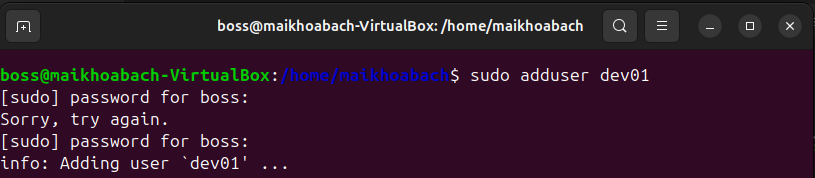 boss@maikhoabach-VirtualBox: /home/maikhoabach
boss@maikhoabach-VirtualBox:/home/maikhoabach$ sudo adduser dev01
[sudo] password for boss:
Sorry, try again.
[sudo] password for boss:
info: Adding user `dev01' ...